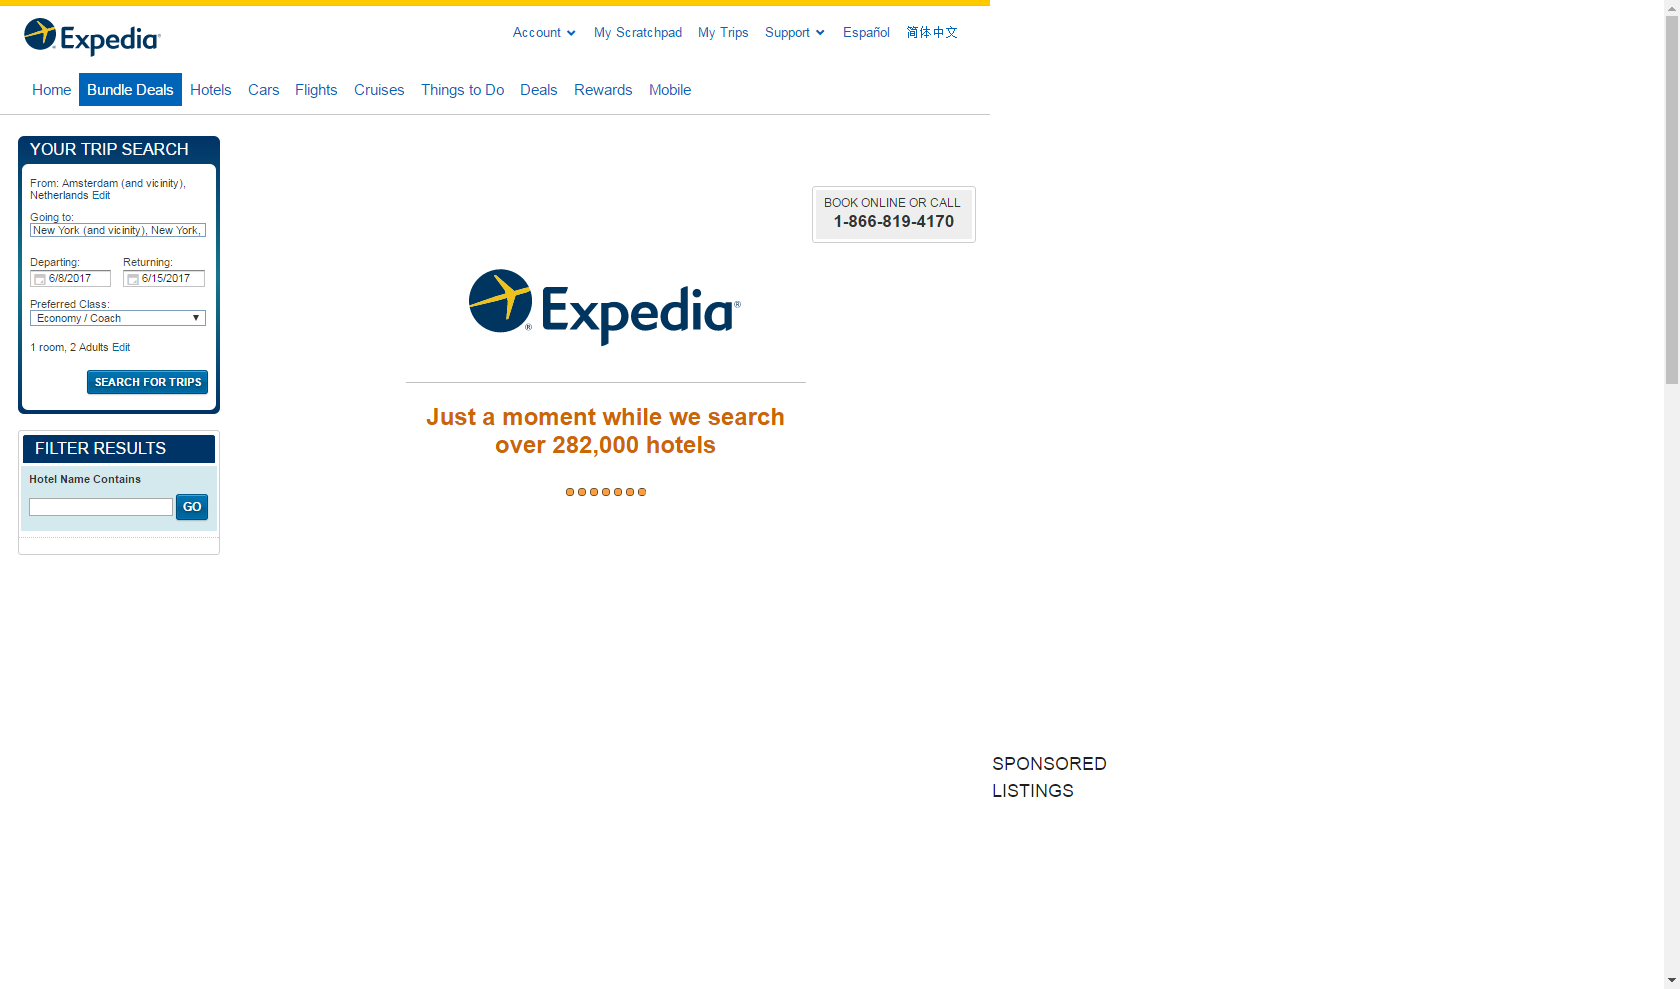 Expedia
Account
My Scratchpad
My Trips
Support
Español
简体中文
Home
Bundle Deals
Hotels
Cars
Flights
Cruises
Things to Do
Deals
Rewards
Mobile
YOUR TRIP SEARCH
From: Amsterdam (and vicinity),
Netherlands Edit
Going to:
New York (and vicinity), New York,
Departing:
Returning:
6/8/2017
6/15/2017
Preferred Class:
Economy / Coach
1 room, 2 Adults Edit
SEARCH FOR TRIPS
FILTER RESULTS
Hotel Name Contains
GO
BOOK ONLINE OR CALL
1-866-819-4170
Expedia®
Just a moment while we search
over 282,000 hotels
SPONSORED
LISTINGS